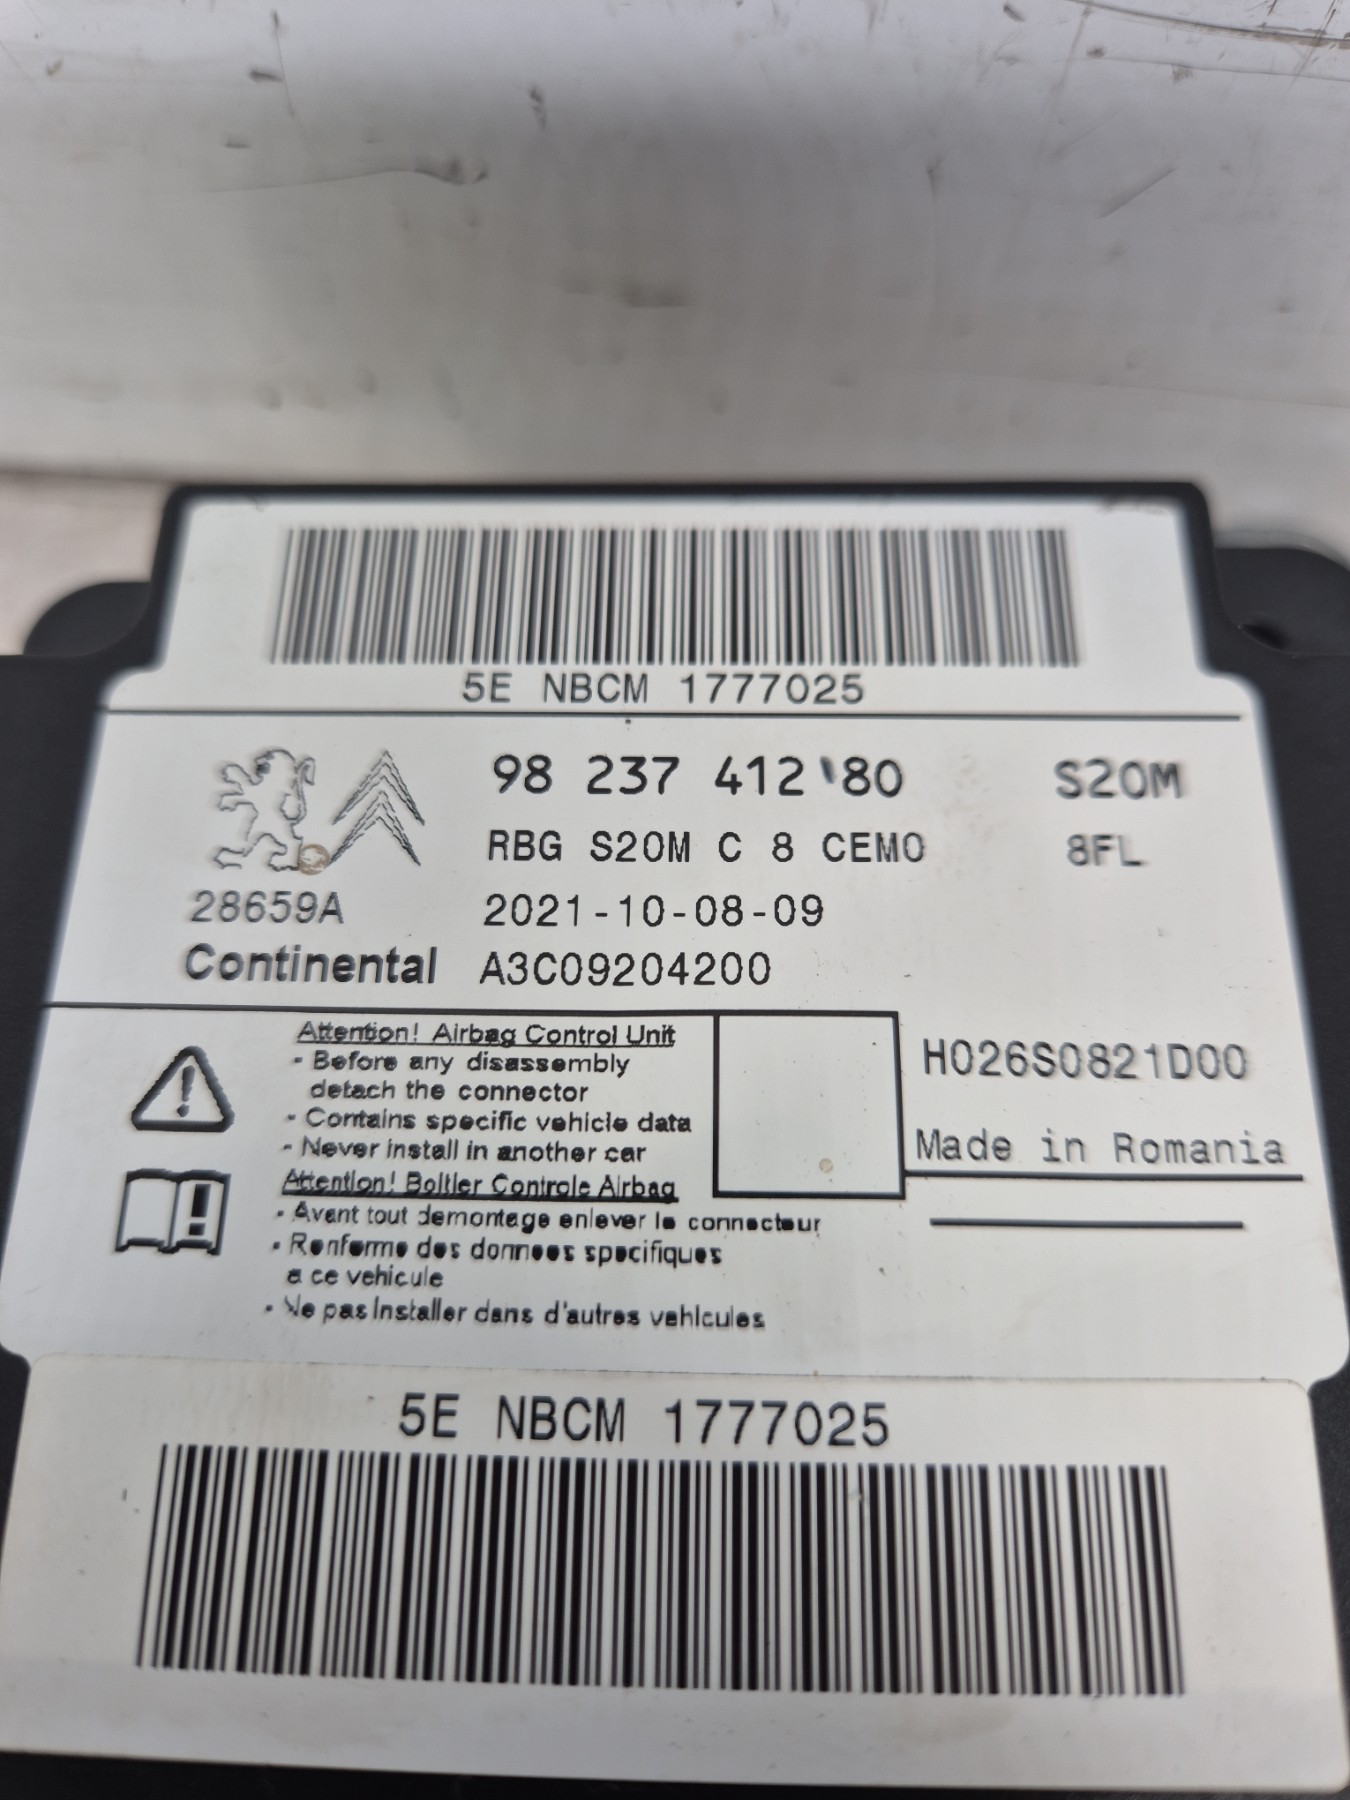 5E NBCM 1777025
98 237 412 80 S20M
RBG S20M C 8 CEMO 8FL
28659A 2021-10-08-09
Continental A3C09204200
Attention! Airbag Control Unit
- Before any disassembly
detach the connector
- Contains specific vehicle data
- Never install in another car
H026S0821D00
Made in Romania
Attention! Boitier Controle Airbag
- Avant tout demontage enlever le connecteur
- Renferme des donnees specifiques
a ce vehicule
- Ne pas installer dans d'autres vehicules
5E NBCM 1777025